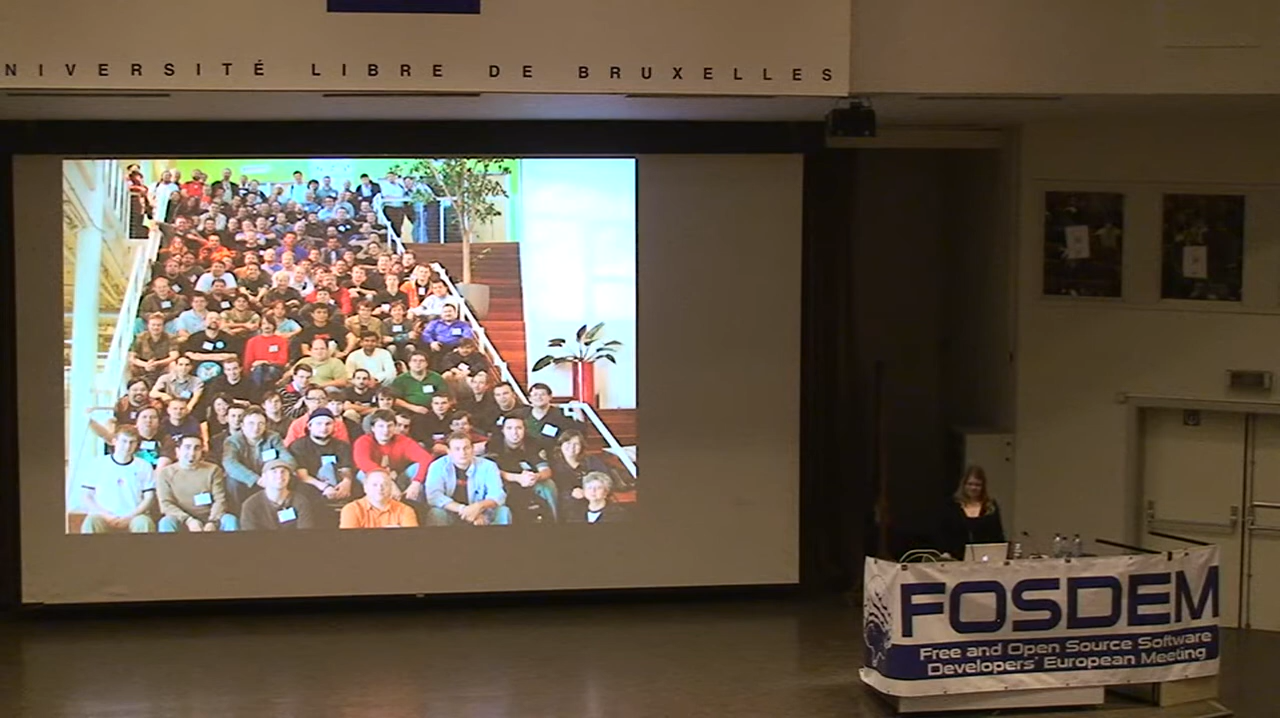 NIVERSITÉ LIBRE DE BRUXELLES
FOSDEM
Free and Open Source Software
Developers' European Meeting